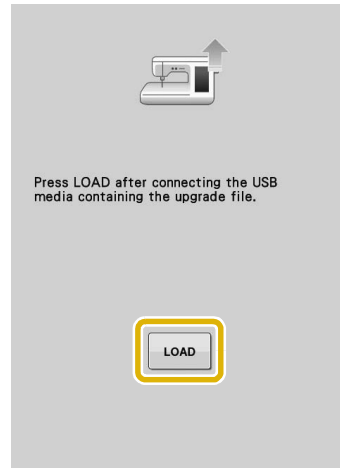 Press LOAD after connecting the USB
media containing the upgrade file.
LOAD